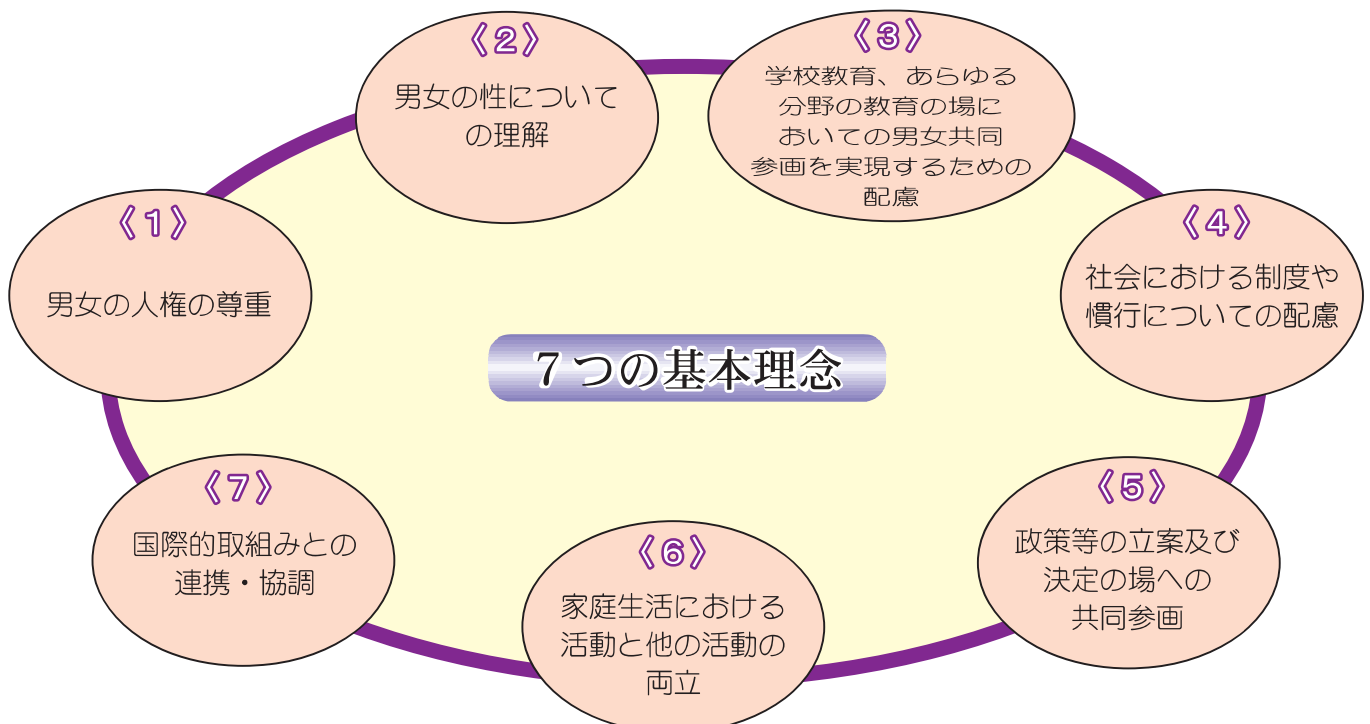 7つの基本理念
《1》
男女の人権の尊重
《2》
男女の性について
の理解
《3》
学校教育、あらゆる
分野の教育の場に
おいての男女共同
参画を実現するための
配慮
《4》
社会における制度や
慣行についての配慮
《5》
政策等の立案及び
決定の場への
共同参画
《6》
家庭生活における
活動と他の活動の
両立
《7》
国際的取組みとの
連携・協調